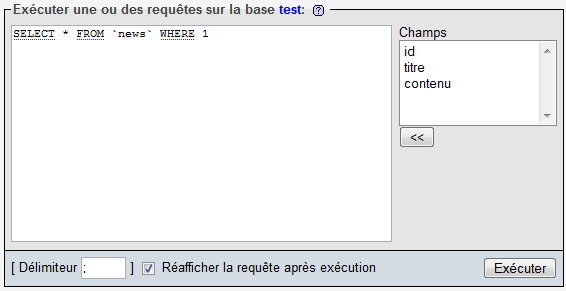 Exécuter une ou des requêtes sur la base test:
SELECT * FROM `news` WHERE 1
Champs
id
titre
contenu
<<
[ Délimiteur ; ] Réafficher la requête après exécution
Exécuter